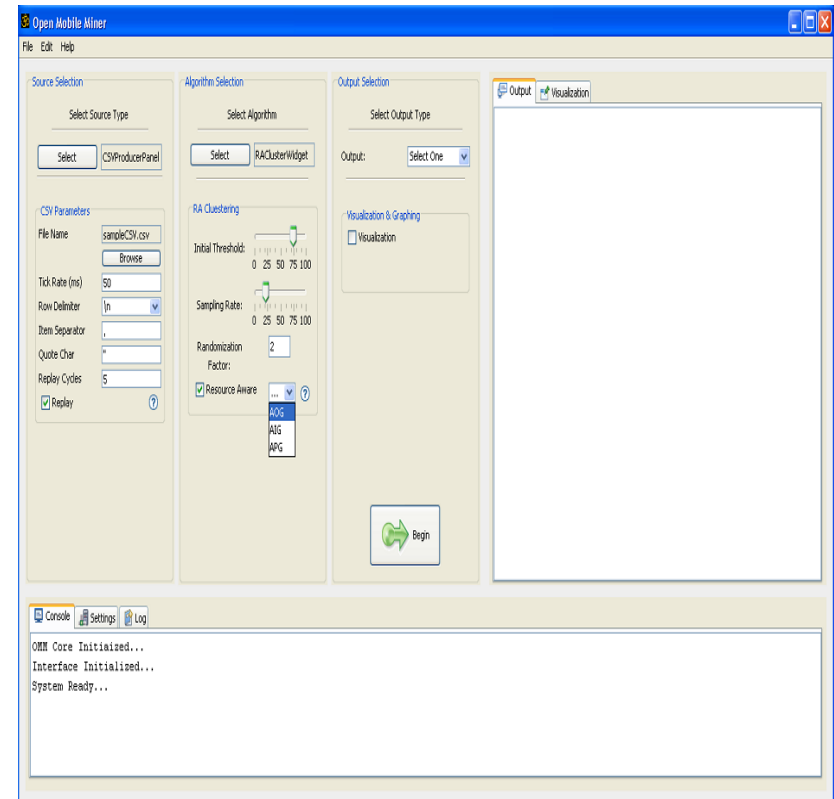 Open Mobile Miner
File Edit Help
Source Selection
Select Source Type
Select CSVProducerPanel
CSV Parameters
File Name sampleCSV.csv
Browse
Tick Rate (ms) 50
Row Delimiter \n
Item Separator ,
Quote Char "
Replay Cycles 5
Replay ?
Algorithm Selection
Select Algorithm
Select RAClusterWidget
RA Cluestering
Initial Threshold:
0 25 50 75 100
Sampling Rate:
0 25 50 75 100
Randomization Factor: 2
Resource Aware ... ?
AOG
AIG
APG
Output Selection
Select Output Type
Output: Select One
Visualization & Graphing
Visualization
Begin
Output Visualization
Console Settings Log
OMM Core Initiaized...
Interface Initialized...
System Ready...